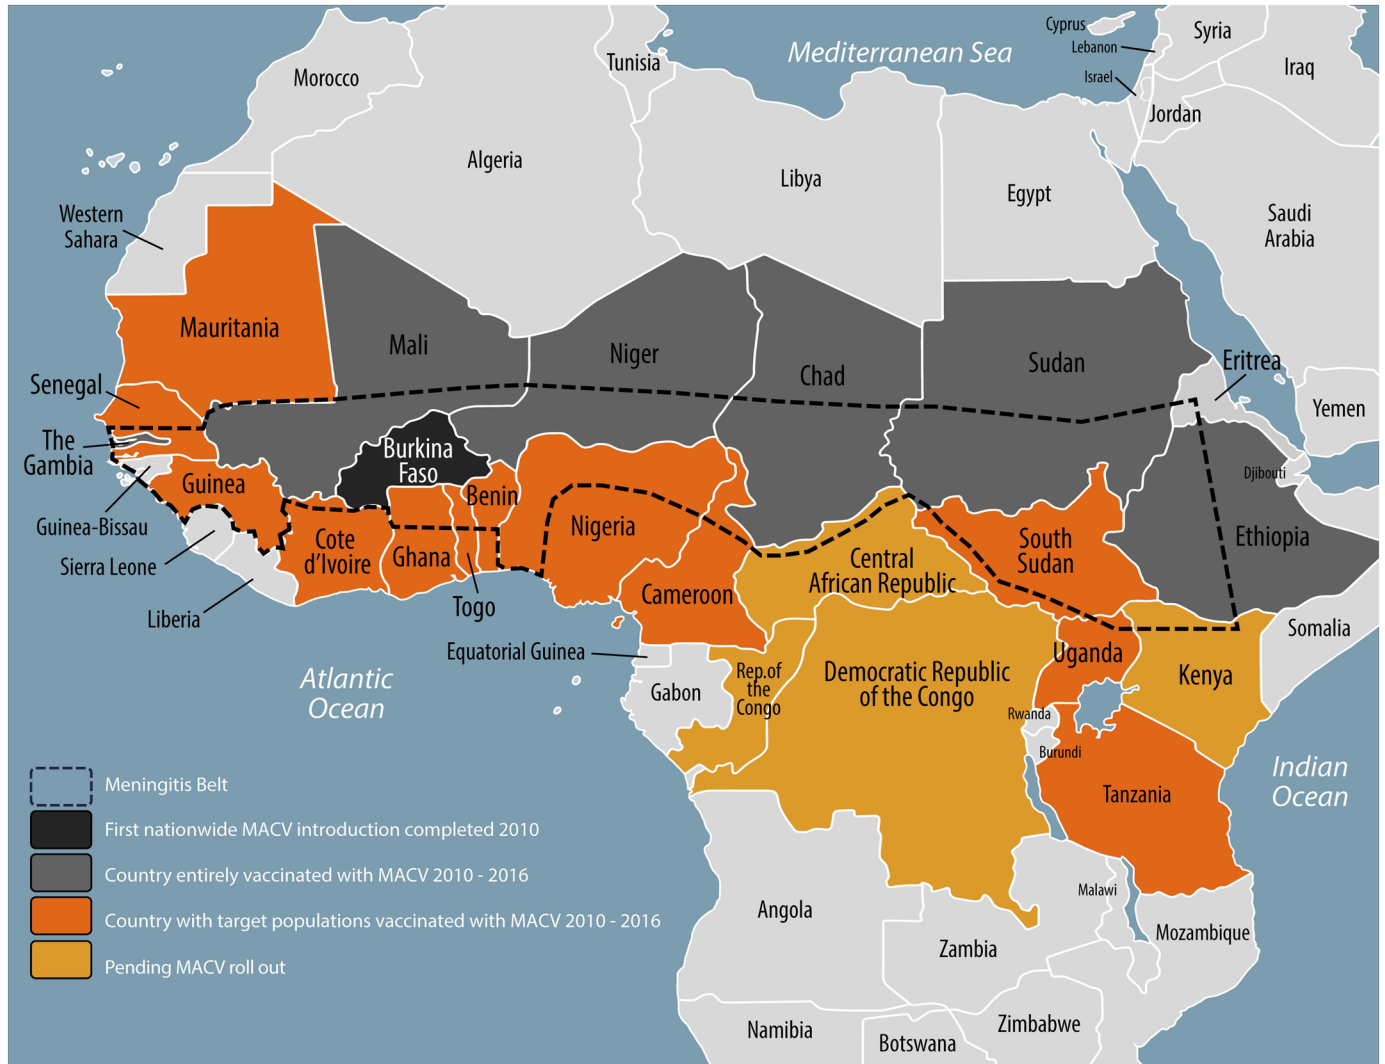 Cyprus
Syria
Lebanon
Mediterranean Sea
Tunisia
Iraq
Morocco
Israel
Jordan
Algeria
Libya
Egypt
Western
Sahara
Saudi
Arabia
Mauritania
Mali
Niger
Chad
Sudan
Eritrea
Senegal
Yemen
The
Gambia
Burkina
Faso
Djibouti
Guinea
Benin
Guinea-Bissau
Nigeria
Ethiopia
Cote
d'Ivoire
Ghana
South
Sudan
Central
African Republic
Sierra Leone
Togo
Cameroon
Liberia
Somalia
Equatorial Guinea
Uganda
Atlantic
Ocean
Gabon
Rep.of
the
Congo
Democratic Republic
of the Congo
Kenya
Rwanda
Burundi
Indian
Ocean
Tanzania
Meningitis Belt
First nationwide MACV introduction completed 2010
Country entirely vaccinated with MACV 2010 - 2016
Country with target populations vaccinated with MACV 2010 - 2016
Pending MACV roll out
Malawi
Angola
Mozambique
Zambia
Zimbabwe
Namibia
Botswana